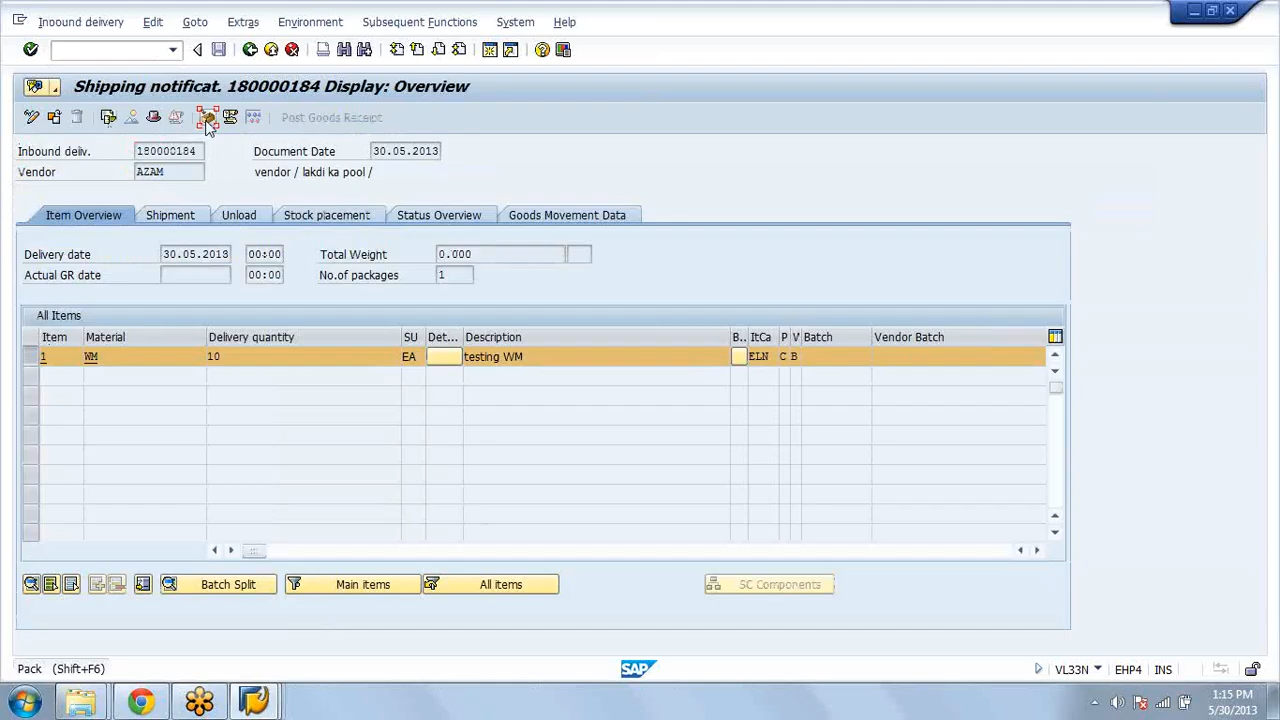 Inbound delivery Edit Goto Extras Environment Subsequent Functions System Help
Shipping notificat. 180000184 Display: Overview
Post Goods Receipt
Inbound deliv. 180000184 Document Date 30.05.2013
Vendor AZAM vendor / lakdi ka pool /
Item Overview Shipment Unload Stock placement Status Overview Goods Movement Data
Delivery date 30.05.2013 00:00 Total Weight 0.000
Actual GR date 00:00 No.of packages 1
All Items
Item Material Delivery quantity SU Det... Description B.. ItCa P V Batch Vendor Batch
1 WM 10 EA testing WM ELN C B
Batch Split Main items All items SC Components
Pack (Shift+F6) SAP VL33N EHP4 INS
1:15 PM
5/30/2013